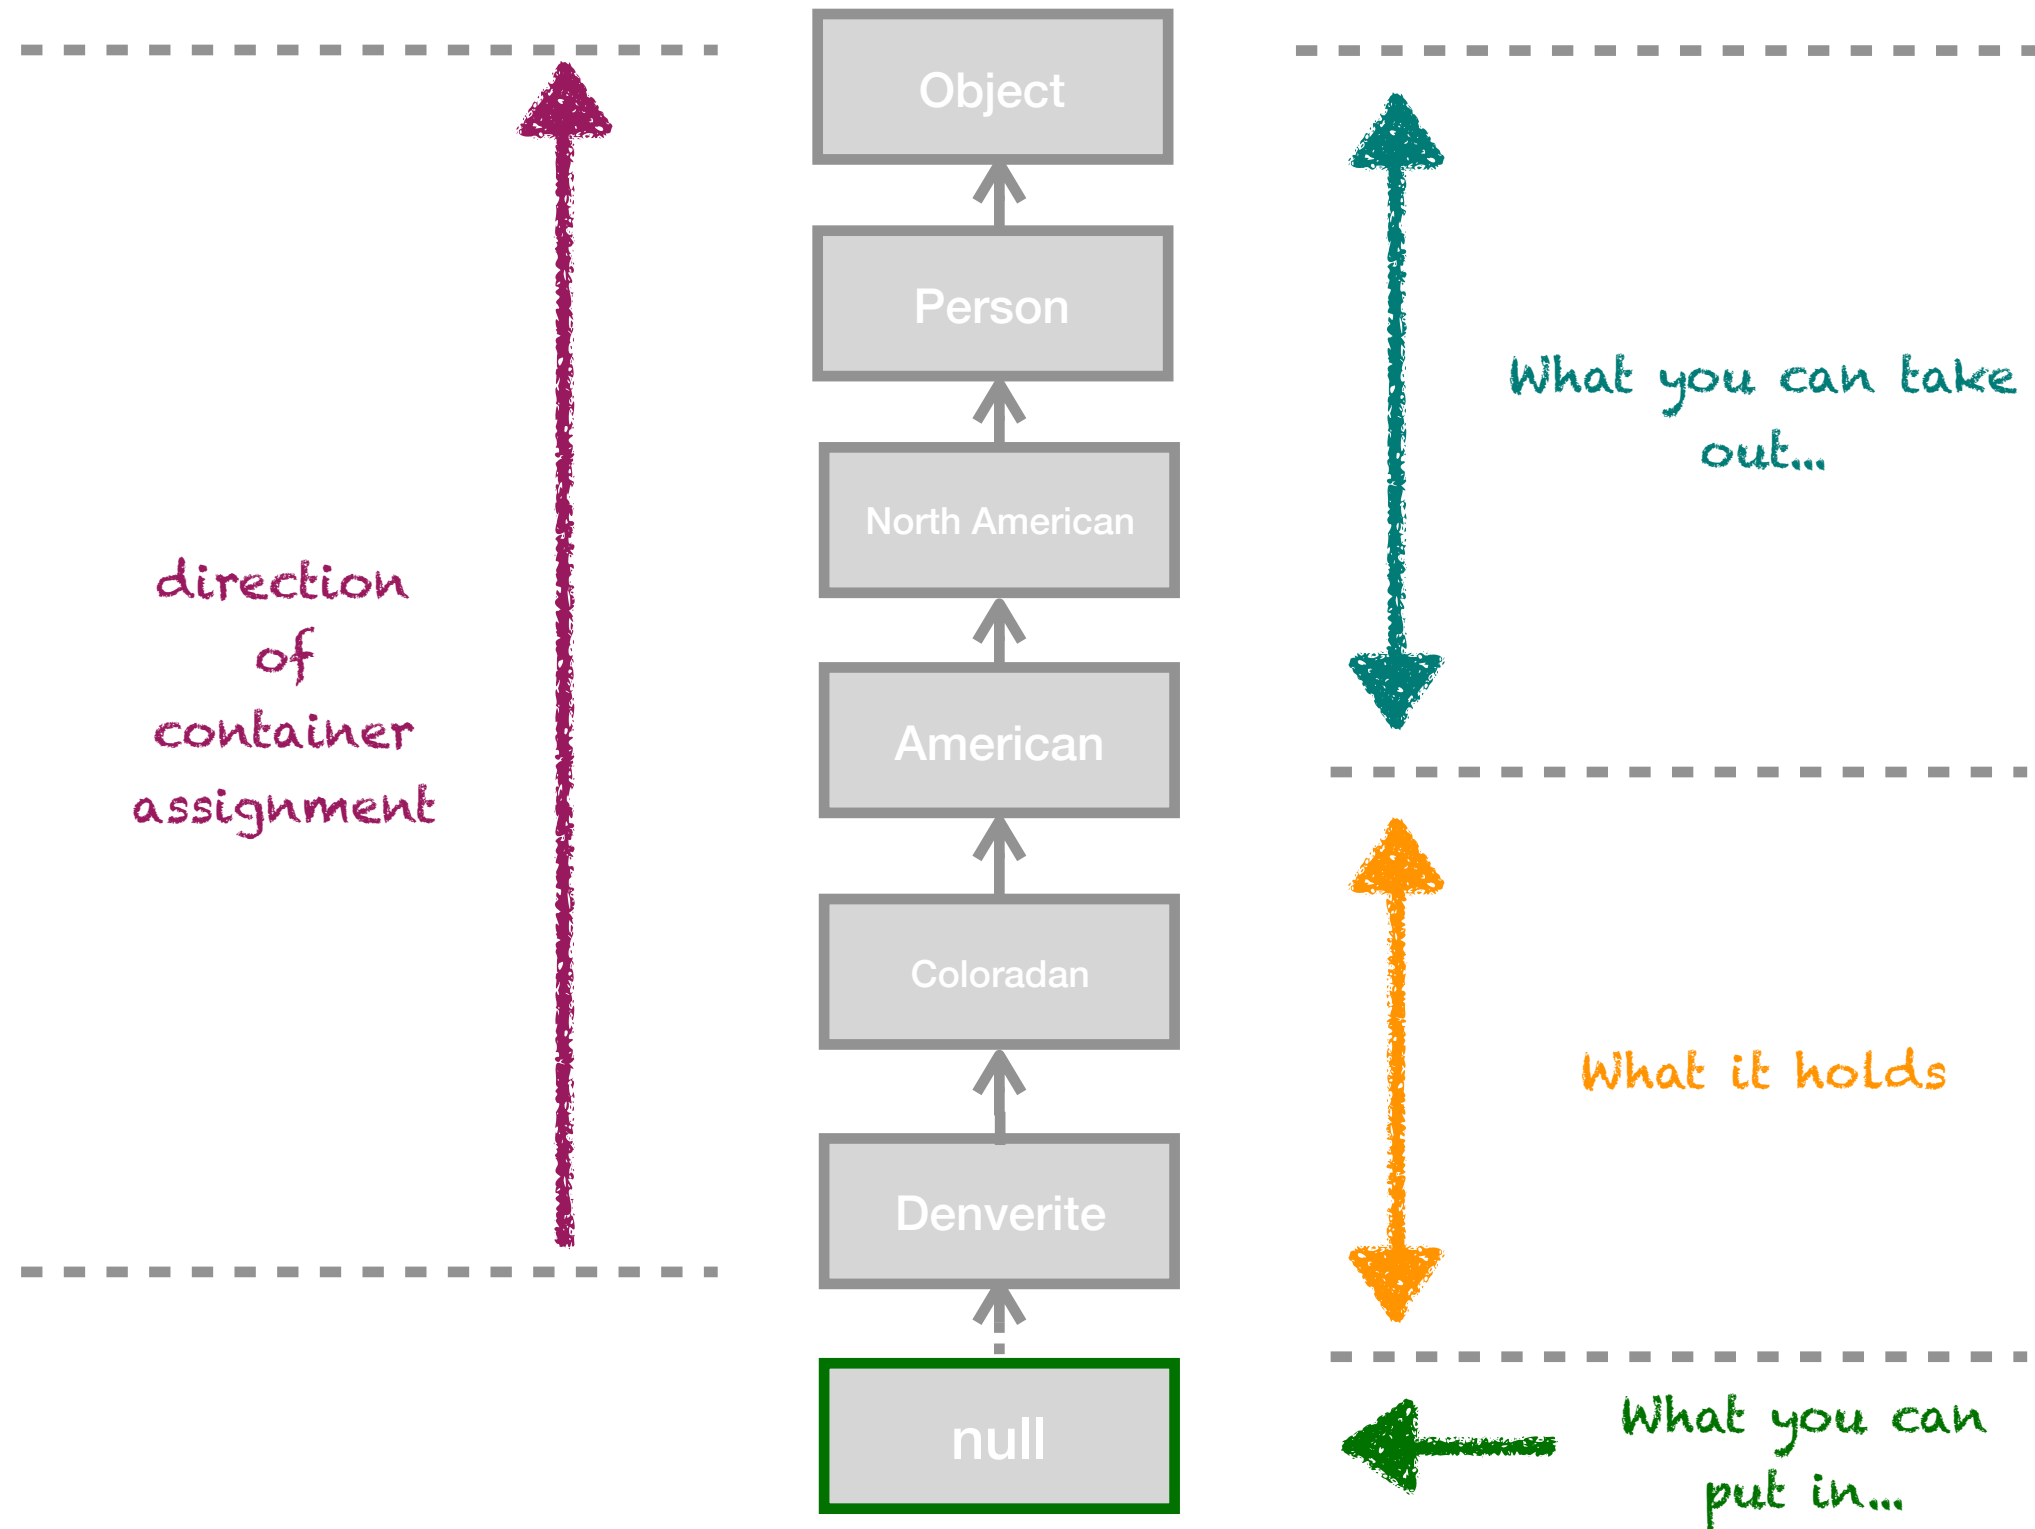 Object
Person
North American
American
Coloradan
Denverite
null
direction
of
container
assignment
What you can take
out...
What it holds
What you can
put in...